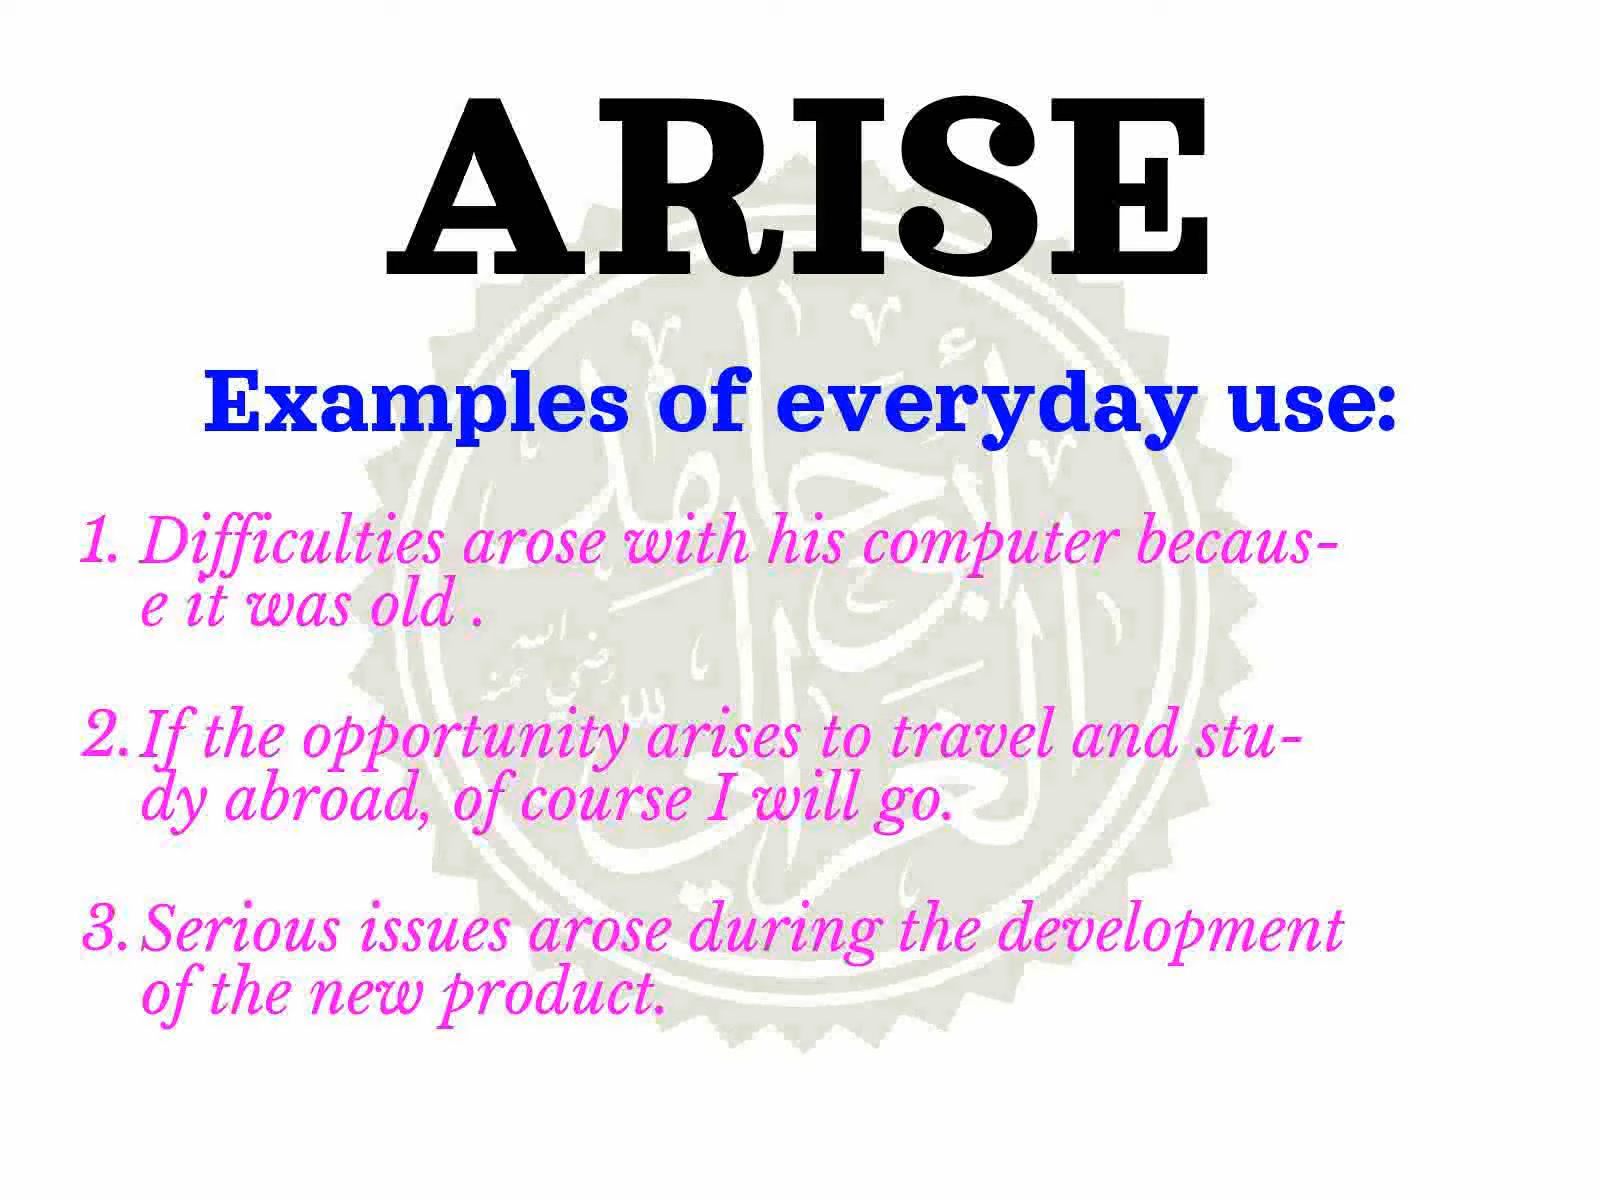 ARISE
Examples of everyday use:
1. Difficulties arose with his computer becaus-
e it was old .
2. If the opportunity arises to travel and stu-
dy abroad, of course I will go.
3. Serious issues arose during the development
of the new product.